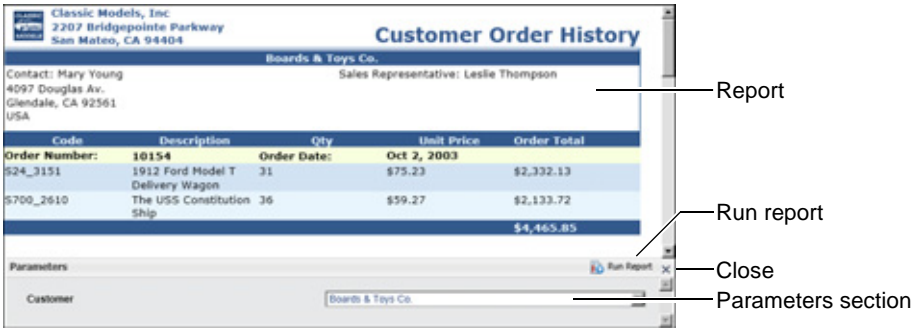 Classic Models, Inc
2207 Bridgepointe Parkway
San Mateo, CA 94404
Customer Order History
Boards & Toys Co.
Contact: Mary Young Sales Representative: Leslie Thompson
4097 Douglas Av.
Glendale, CA 92561
USA
Report
Code Description Qty Unit Price Order Total
Order Number: 10154 Order Date: Oct 2, 2003
S24_3151 1912 Ford Model T 31 $75.23 $2,332.13
Delivery Wagon
S700_2610 The USS Constitution 36 $59.27 $2,133.72
Ship
$4,465.85
Run report
Parameters Run Report
Close
Customer Boards & Toys Co.
Parameters section